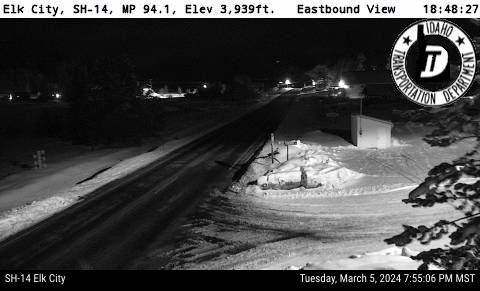 Elk City, SH-14, MP 94.1, Elev 3,939ft. Eastbound View 18:48:27
IDAHO
TRANSPORTATION DEPARTMENT
SH-14 Elk City Tuesday, March 5, 2024 7:55:06 PM MST